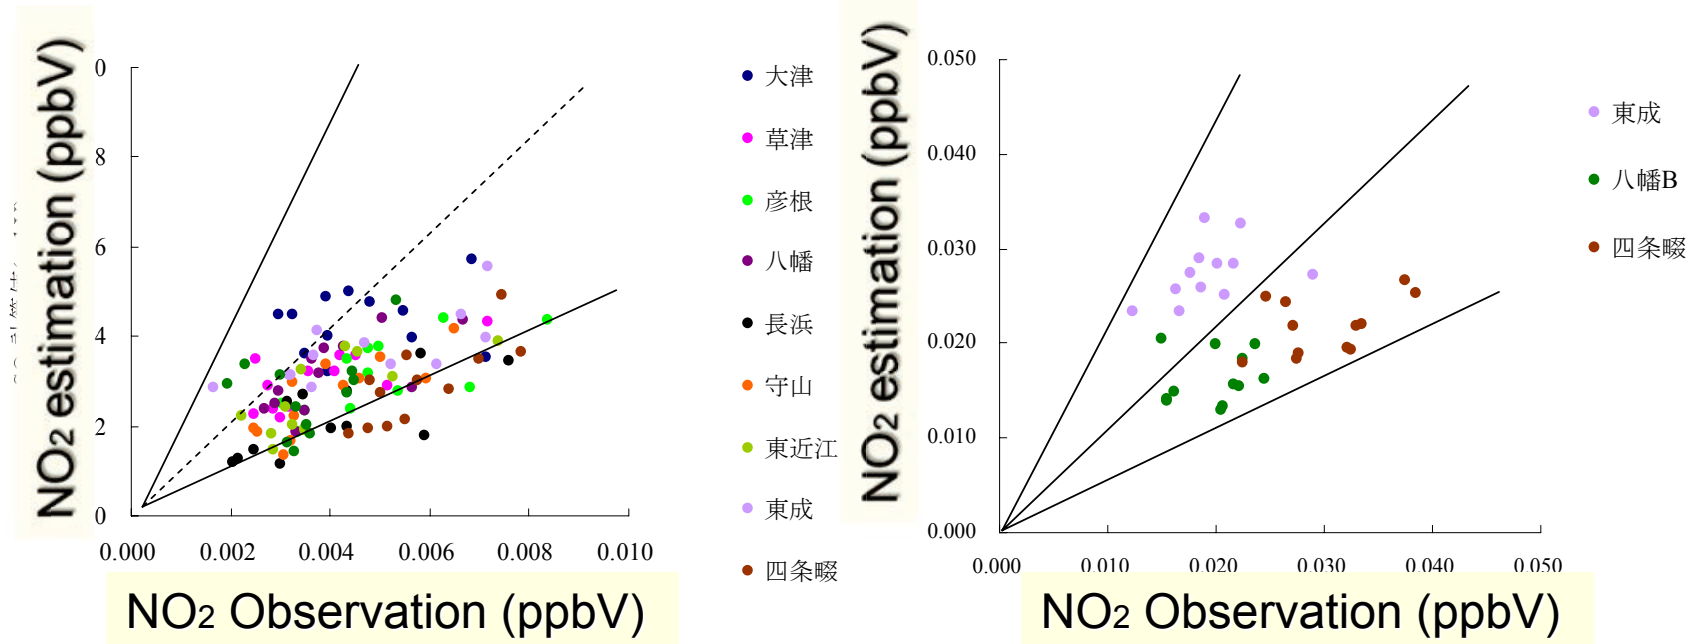 NO2 estimation (ppbV)
0
8
6
4
2
0
0.000 0.002 0.004 0.006 0.008 0.010
NO2 Observation (ppbV)
大津
草津
彦根
八幡
長浜
守山
東近江
東成
四条畷
NO2 estimation (ppbV)
0.050
0.040
0.030
0.020
0.010
0.000
0.000 0.010 0.020 0.030 0.040 0.050
NO2 Observation (ppbV)
東成
八幡B
四条畷